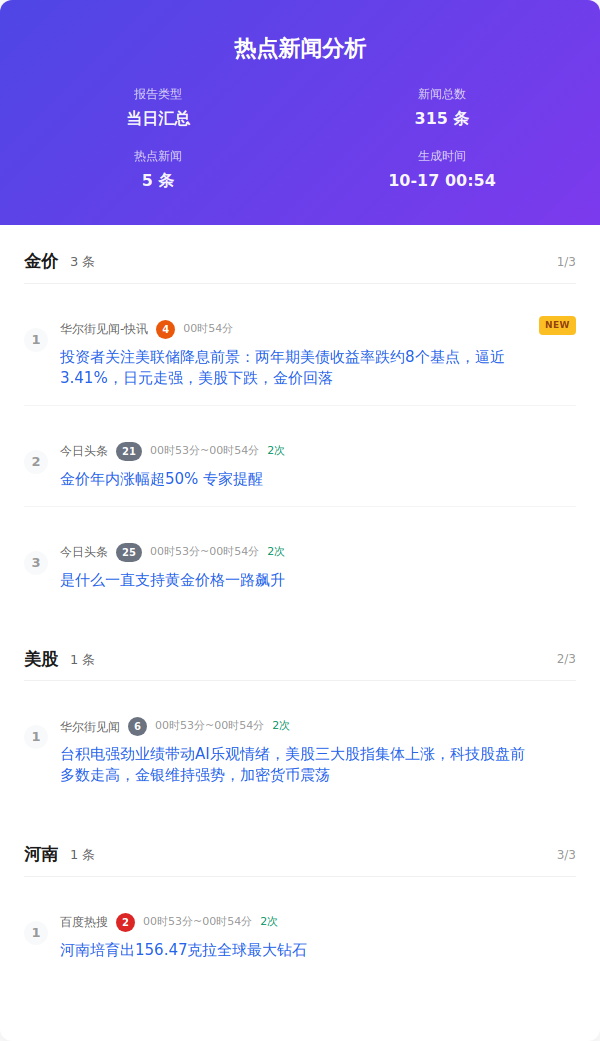 热点新闻分析
报告类型
当日汇总
新闻总数
315 条
热点新闻
5 条
生成时间
10-17 00:54
金价 3 条 1/3
1
华尔街见闻-快讯 4 00时54分 NEW
投资者关注美联储降息前景：两年期美债收益率跌约8个基点，逼近
3.41%，日元走强，美股下跌，金价回落
2
今日头条 21 00时53分~00时54分 2次
金价年内涨幅超50% 专家提醒
3
今日头条 25 00时53分~00时54分 2次
是什么一直支持黄金价格一路飙升
美股 1 条 2/3
1
华尔街见闻 6 00时53分~00时54分 2次
台积电强劲业绩带动AI乐观情绪，美股三大股指集体上涨，科技股盘前
多数走高，金银维持强势，加密货币震荡
河南 1 条 3/3
1
百度热搜 2 00时53分~00时54分 2次
河南培育出156.47克拉全球最大钻石